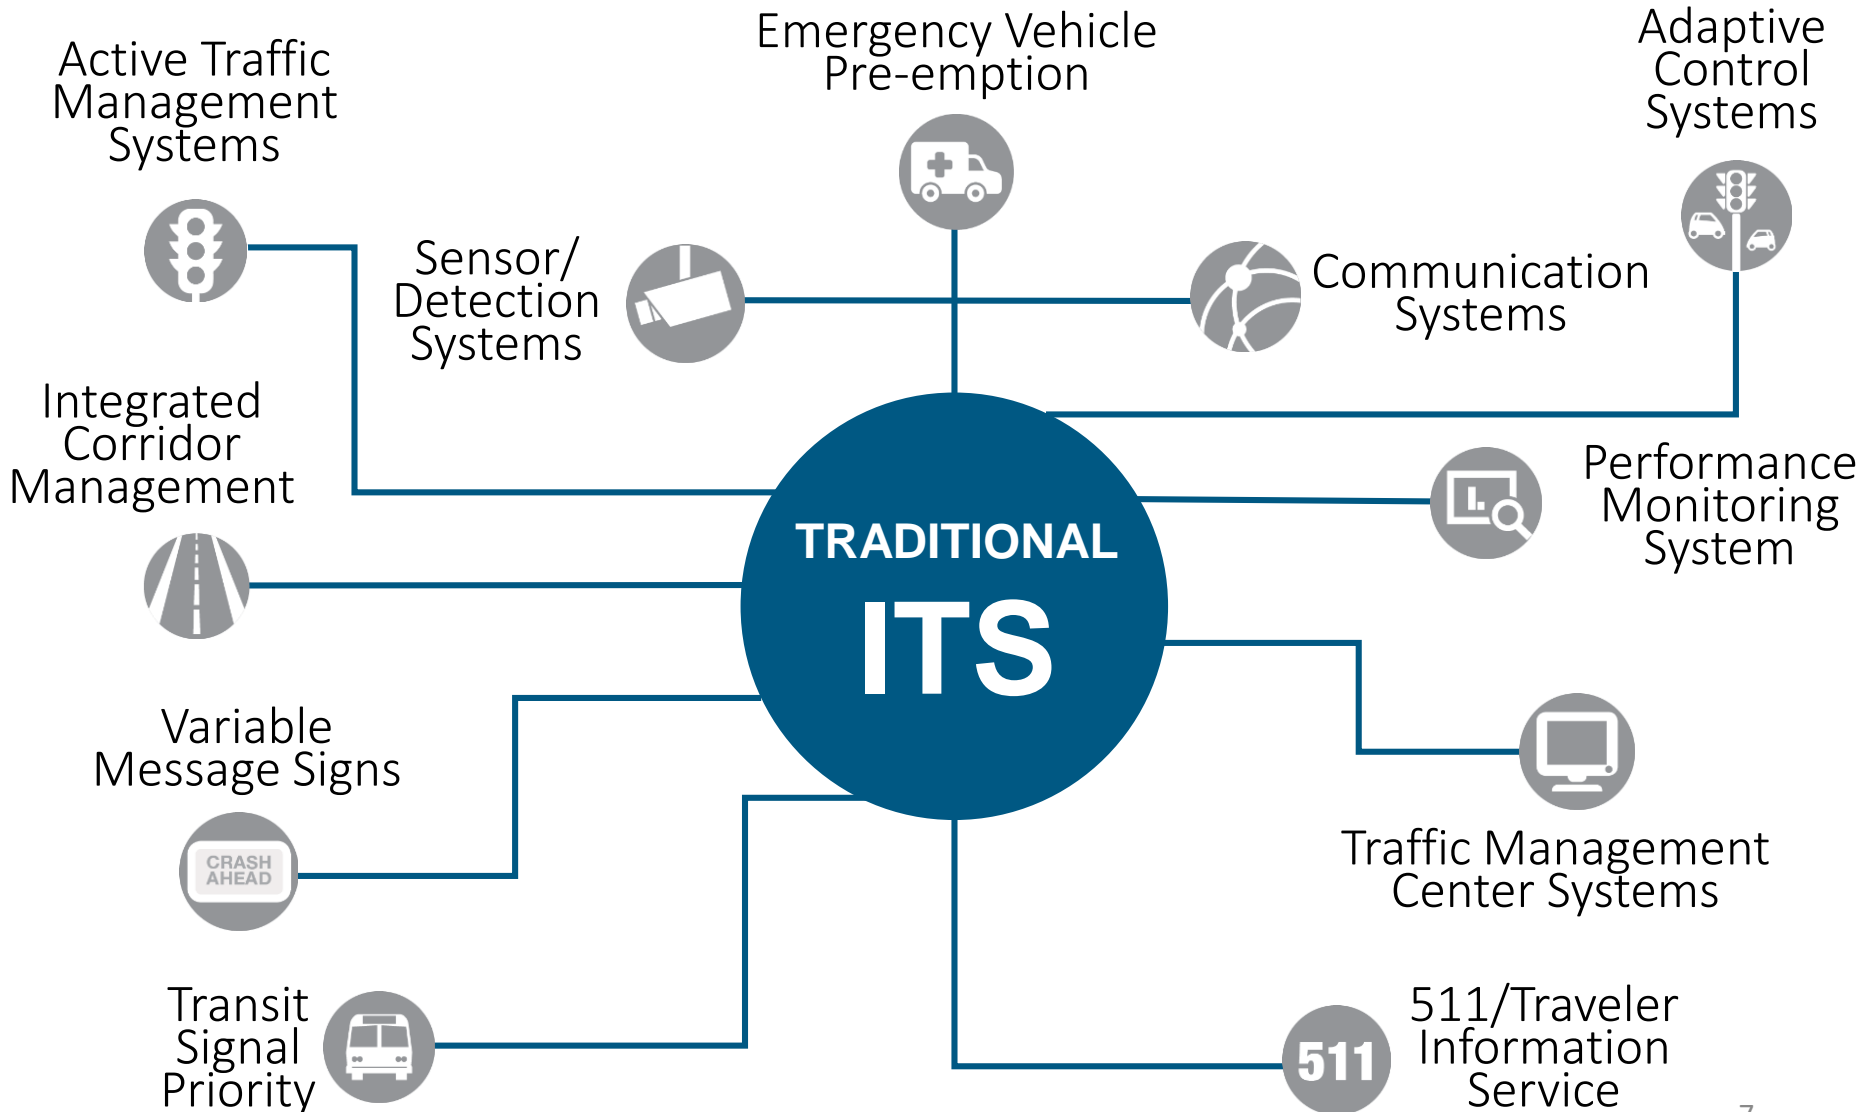 Active Traffic
Management
Systems
Emergency Vehicle
Pre-emption
Adaptive
Control
Systems
Sensor/
Detection
Systems
Communication
Systems
Integrated
Corridor
Management
Performance
Monitoring
System
TRADITIONAL
ITS
Variable
Message Signs
CRASH
AHEAD
Traffic Management
Center Systems
Transit
Signal
Priority
511
511/Traveler
Information
Service
7